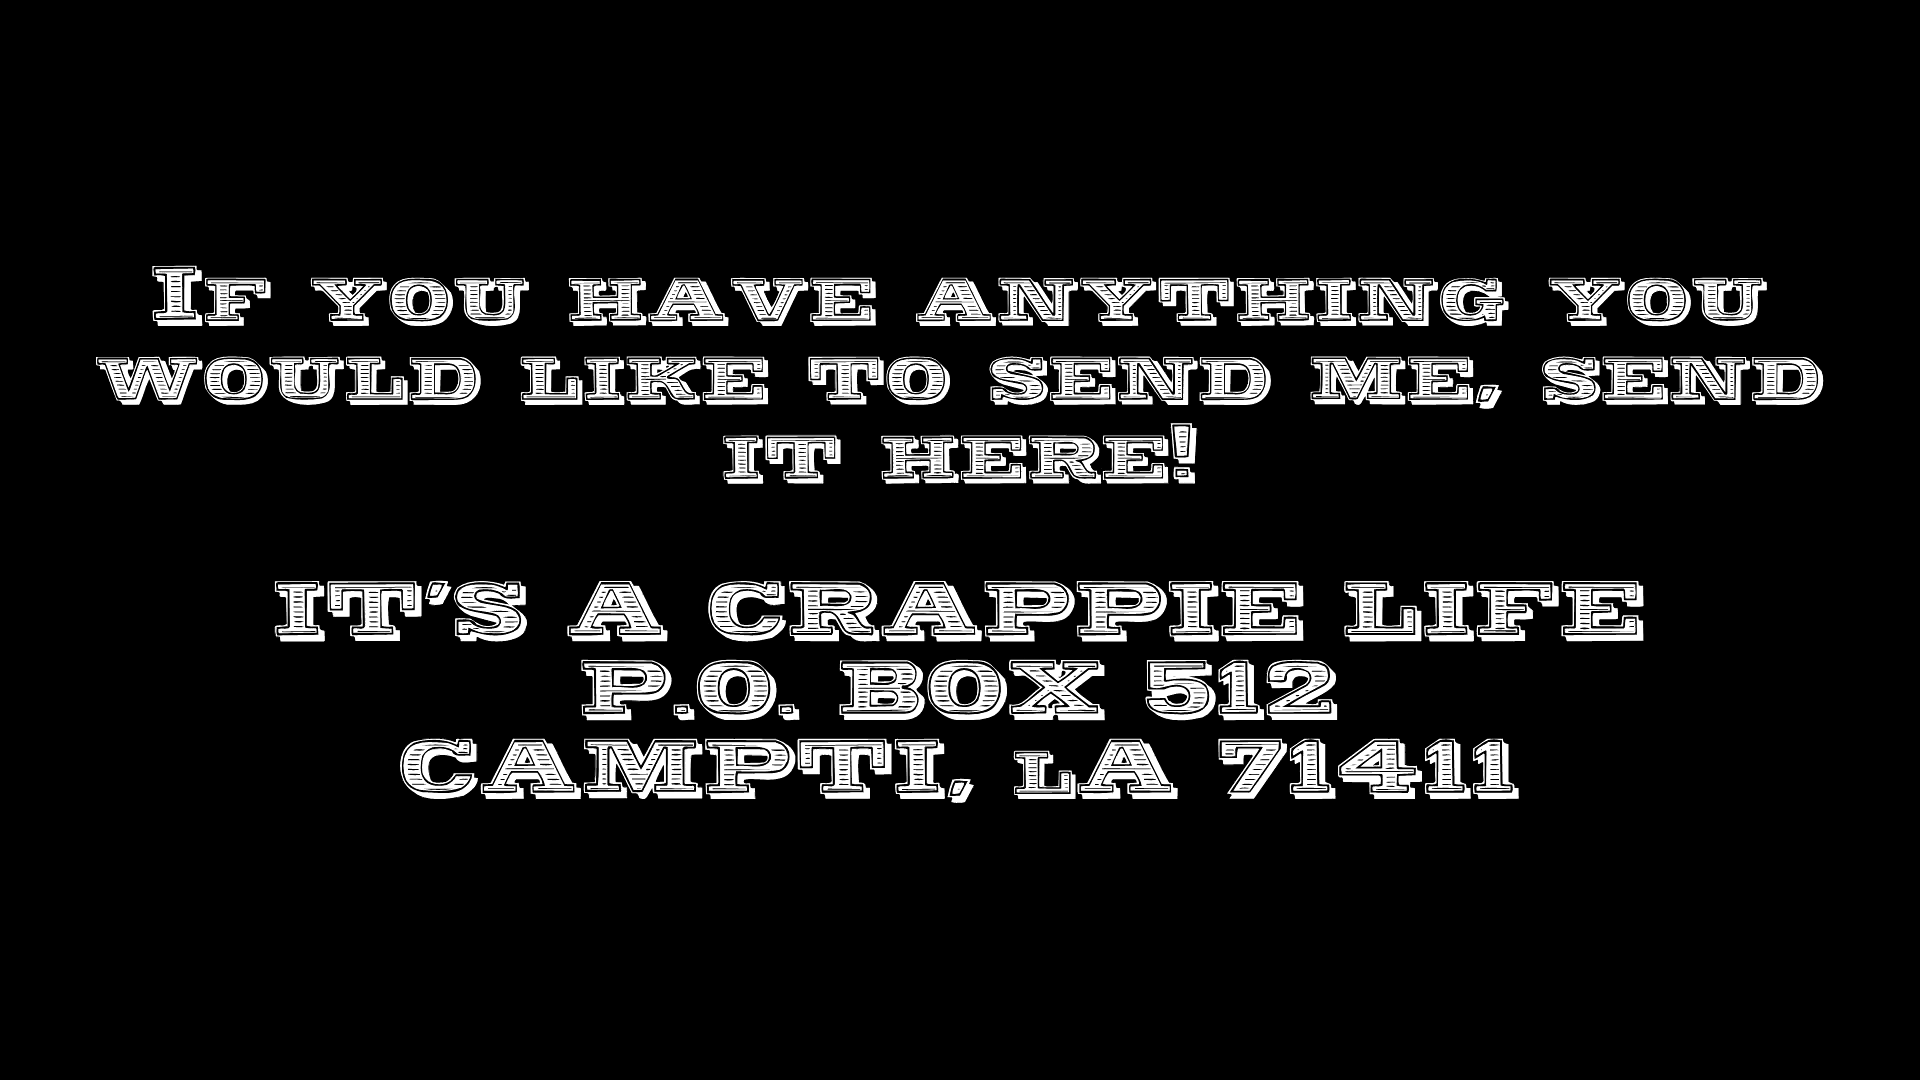 If you have anything you
would like to send me, send
it here!
IT'S A CRAPPIE LIFE
P.O. BOX 512
CAMPTI, lA 71411